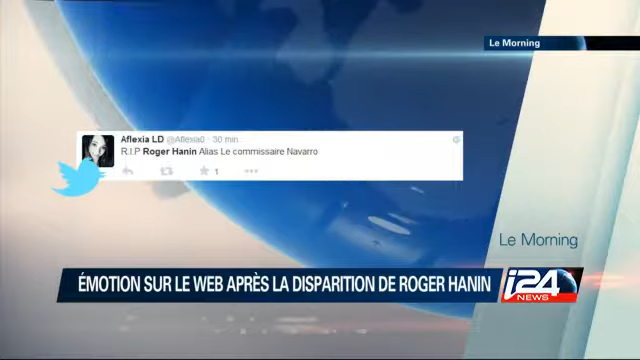 Le Morning
Aflexia LD @Aflexia0 · 30 min.
R.I.P Roger Hanin Alias Le commissaire Navarro
1
Le Morning
ÉMOTION SUR LE WEB APRÈS LA DISPARITION DE ROGER HANIN
i24
NEWS